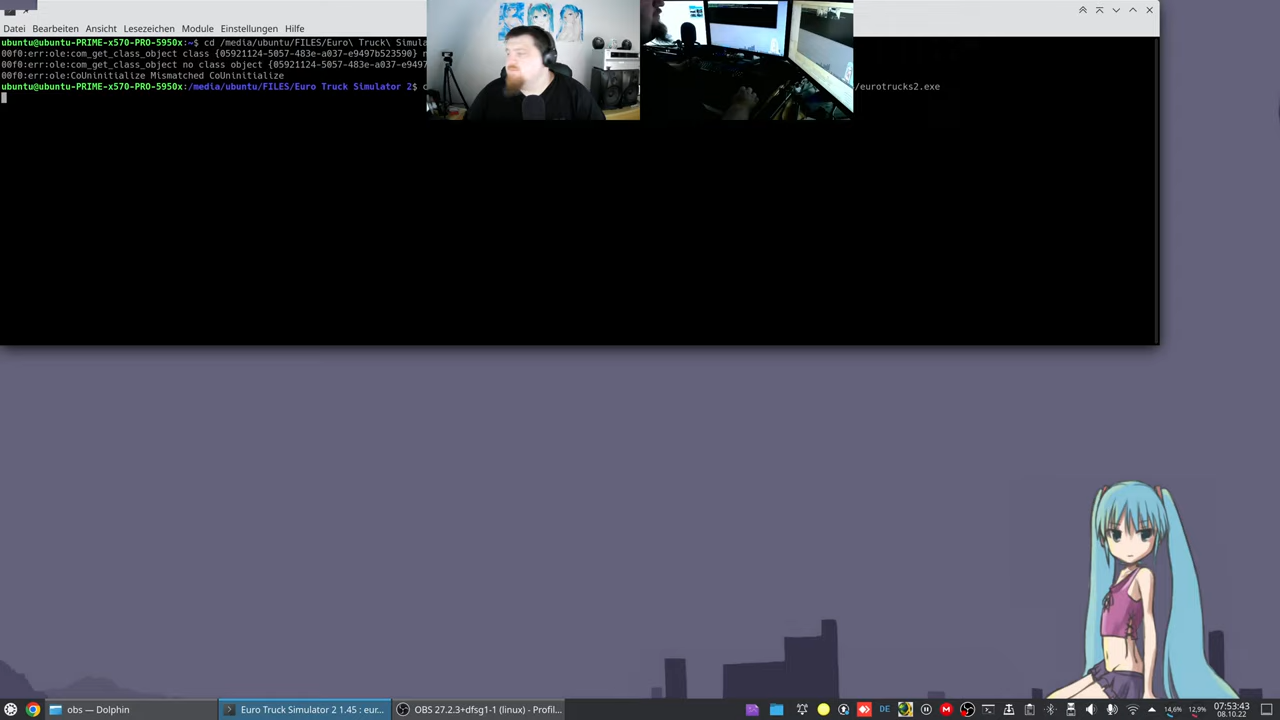 Datei Bearbeiten Ansicht Lesezeichen Module Einstellungen Hilfe
ubuntu@ubuntu-PRIME-x570-PRO-5950x:~$ cd /media/ubuntu/FILES/Euro\ Truck\ Simula
00f0:err:ole:com_get_class_object class {05921124-5057-483e-a037-e9497b523590}
00f0:err:ole:com_get_class_object no class object {05921124-5057-483e-a037-e9497
00f0:err:ole:CoUninitialize Mismatched CoUninitialize
ubuntu@ubuntu-PRIME-x570-PRO-5950x:/media/ubuntu/FILES/Euro Truck Simulator 2$ /eurotrucks2.exe
obs — Dolphin
Euro Truck Simulator 2 1.45 : eur...
OBS 27.2.3+dfsg1-1 (linux) - Profil...
DE
14,6%
12,9%
07:53:43
08.10.22